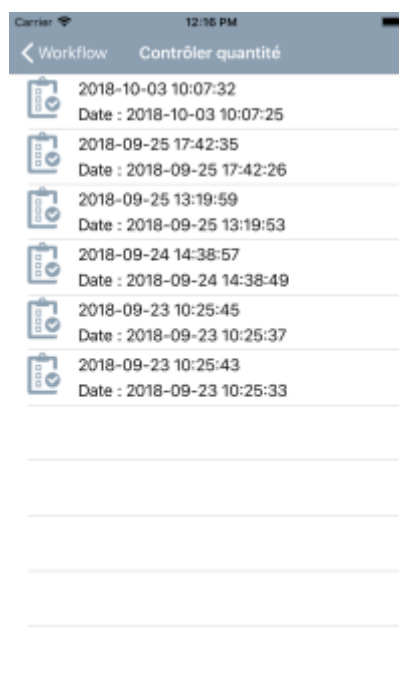 Carrier 12:16 PM
Workflow Contrôler quantité
2018-10-03 10:07:32
Date : 2018-10-03 10:07:25
2018-09-25 17:42:35
Date : 2018-09-25 17:42:26
2018-09-25 13:19:59
Date : 2018-09-25 13:19:53
2018-09-24 14:38:57
Date : 2018-09-24 14:38:49
2018-09-23 10:25:45
Date : 2018-09-23 10:25:37
2018-09-23 10:25:43
Date : 2018-09-23 10:25:33